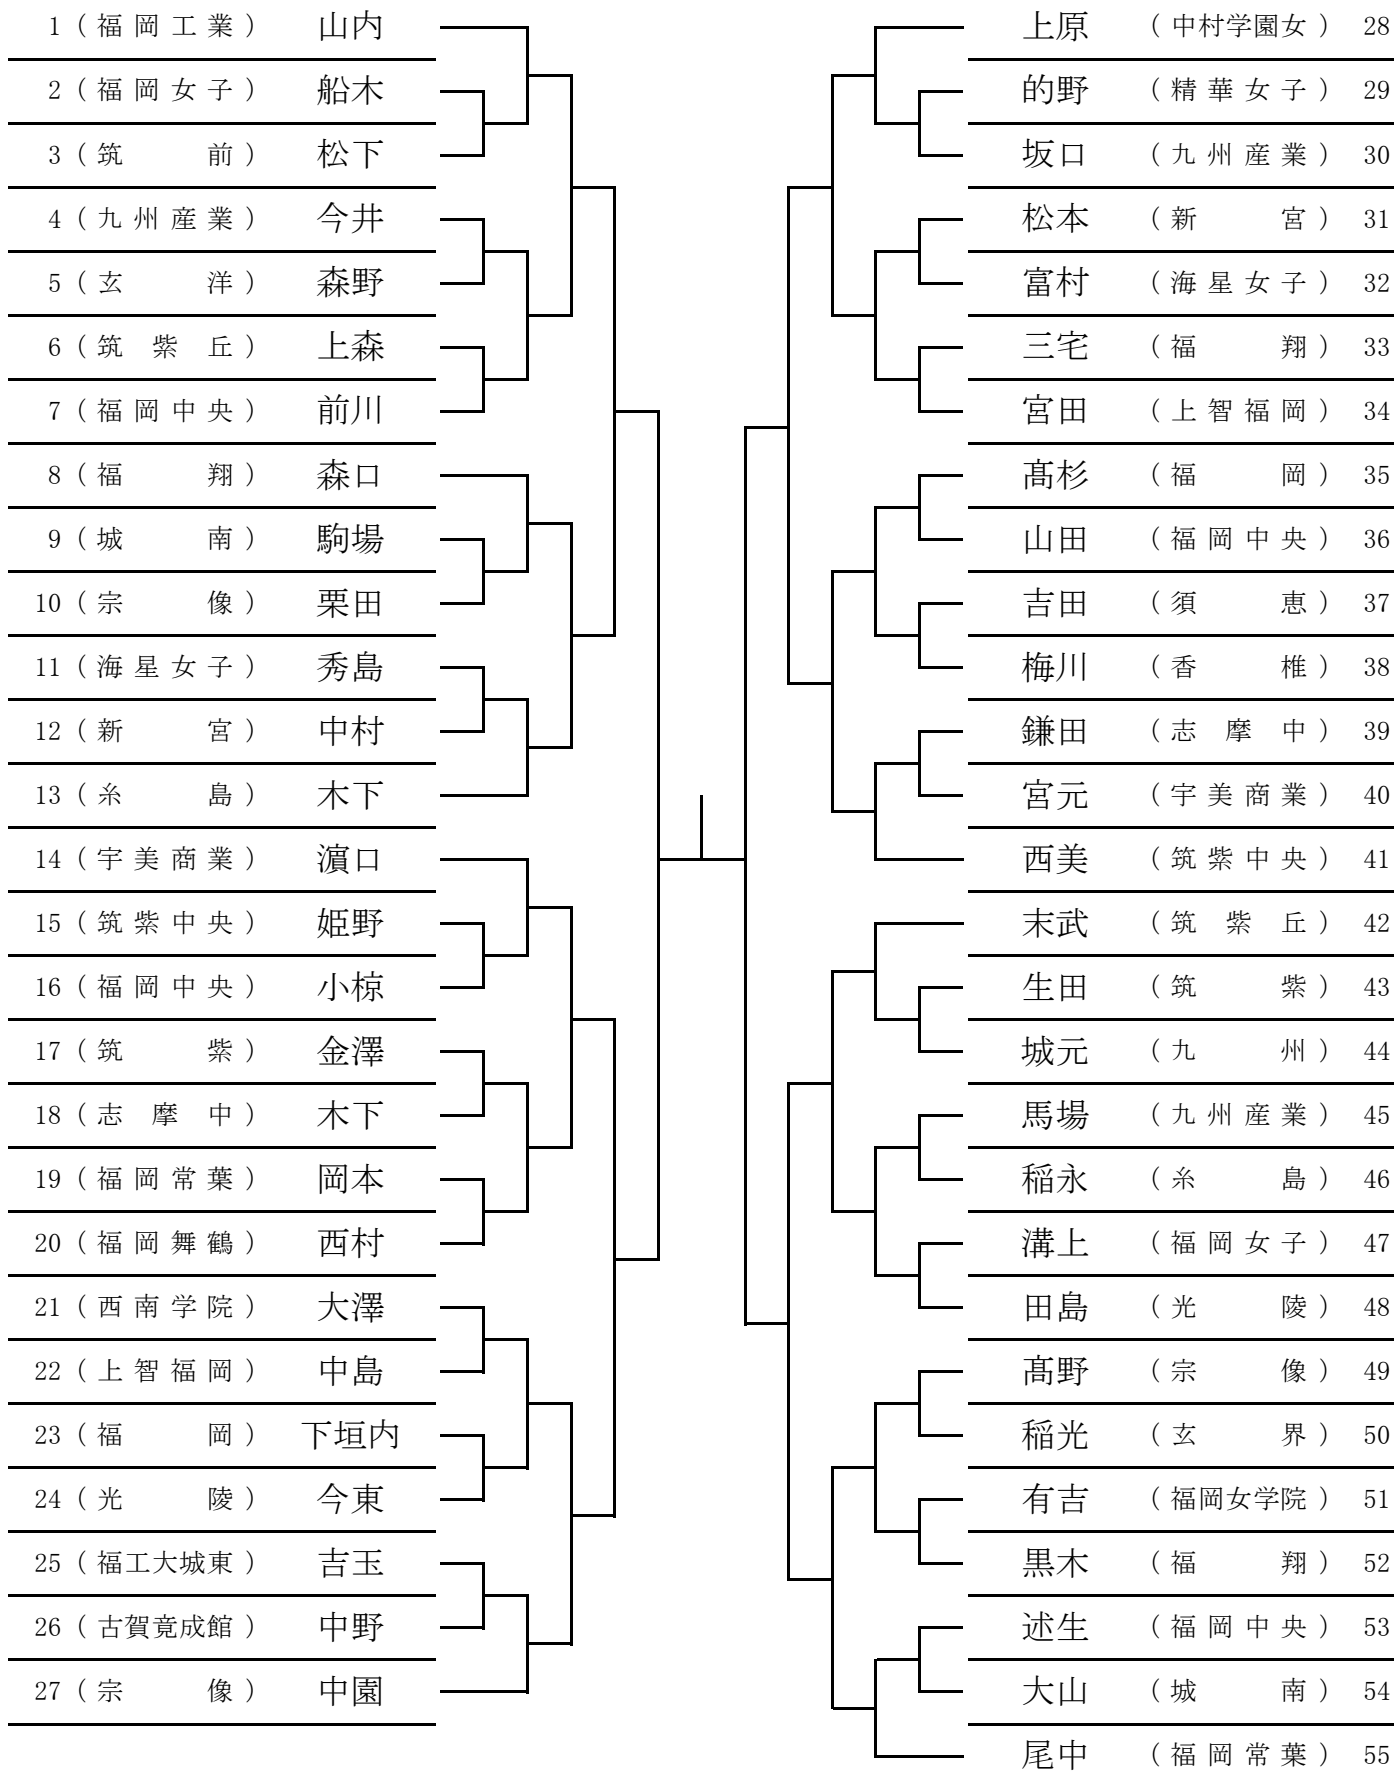 1 (福岡工業) 山内
2 (福岡女子) 船木
3 (筑前) 松下
4 (九州産業) 今井
5 (玄洋) 森野
6 (筑紫丘) 上森
7 (福岡中央) 前川
8 (福翔) 森口
9 (城南) 駒場
10 (宗像) 栗田
11 (海星女子) 秀島
12 (新宮) 中村
13 (糸島) 木下
14 (宇美商業) 濵口
15 (筑紫中央) 姫野
16 (福岡中央) 小椋
17 (筑紫) 金澤
18 (志摩中) 木下
19 (福岡常葉) 岡本
20 (福岡舞鶴) 西村
21 (西南学院) 大澤
22 (上智福岡) 中島
23 (福岡) 下垣内
24 (光陵) 今東
25 (福工大城東) 吉玉
26 (古賀竟成館) 中野
27 (宗像) 中園
上原 (中村学園女) 28
的野 (精華女子) 29
坂口 (九州産業) 30
松本 (新宮) 31
富村 (海星女子) 32
三宅 (福翔) 33
宮田 (上智福岡) 34
髙杉 (福岡) 35
山田 (福岡中央) 36
吉田 (須恵) 37
梅川 (香椎) 38
鎌田 (志摩中) 39
宮元 (宇美商業) 40
西美 (筑紫中央) 41
末武 (筑紫丘) 42
生田 (筑紫) 43
城元 (九州) 44
馬場 (九州産業) 45
稲永 (糸島) 46
溝上 (福岡女子) 47
田島 (光陵) 48
髙野 (宗像) 49
稲光 (玄界) 50
有吉 (福岡女学院) 51
黒木 (福翔) 52
述生 (福岡中央) 53
大山 (城南) 54
尾中 (福岡常葉) 55